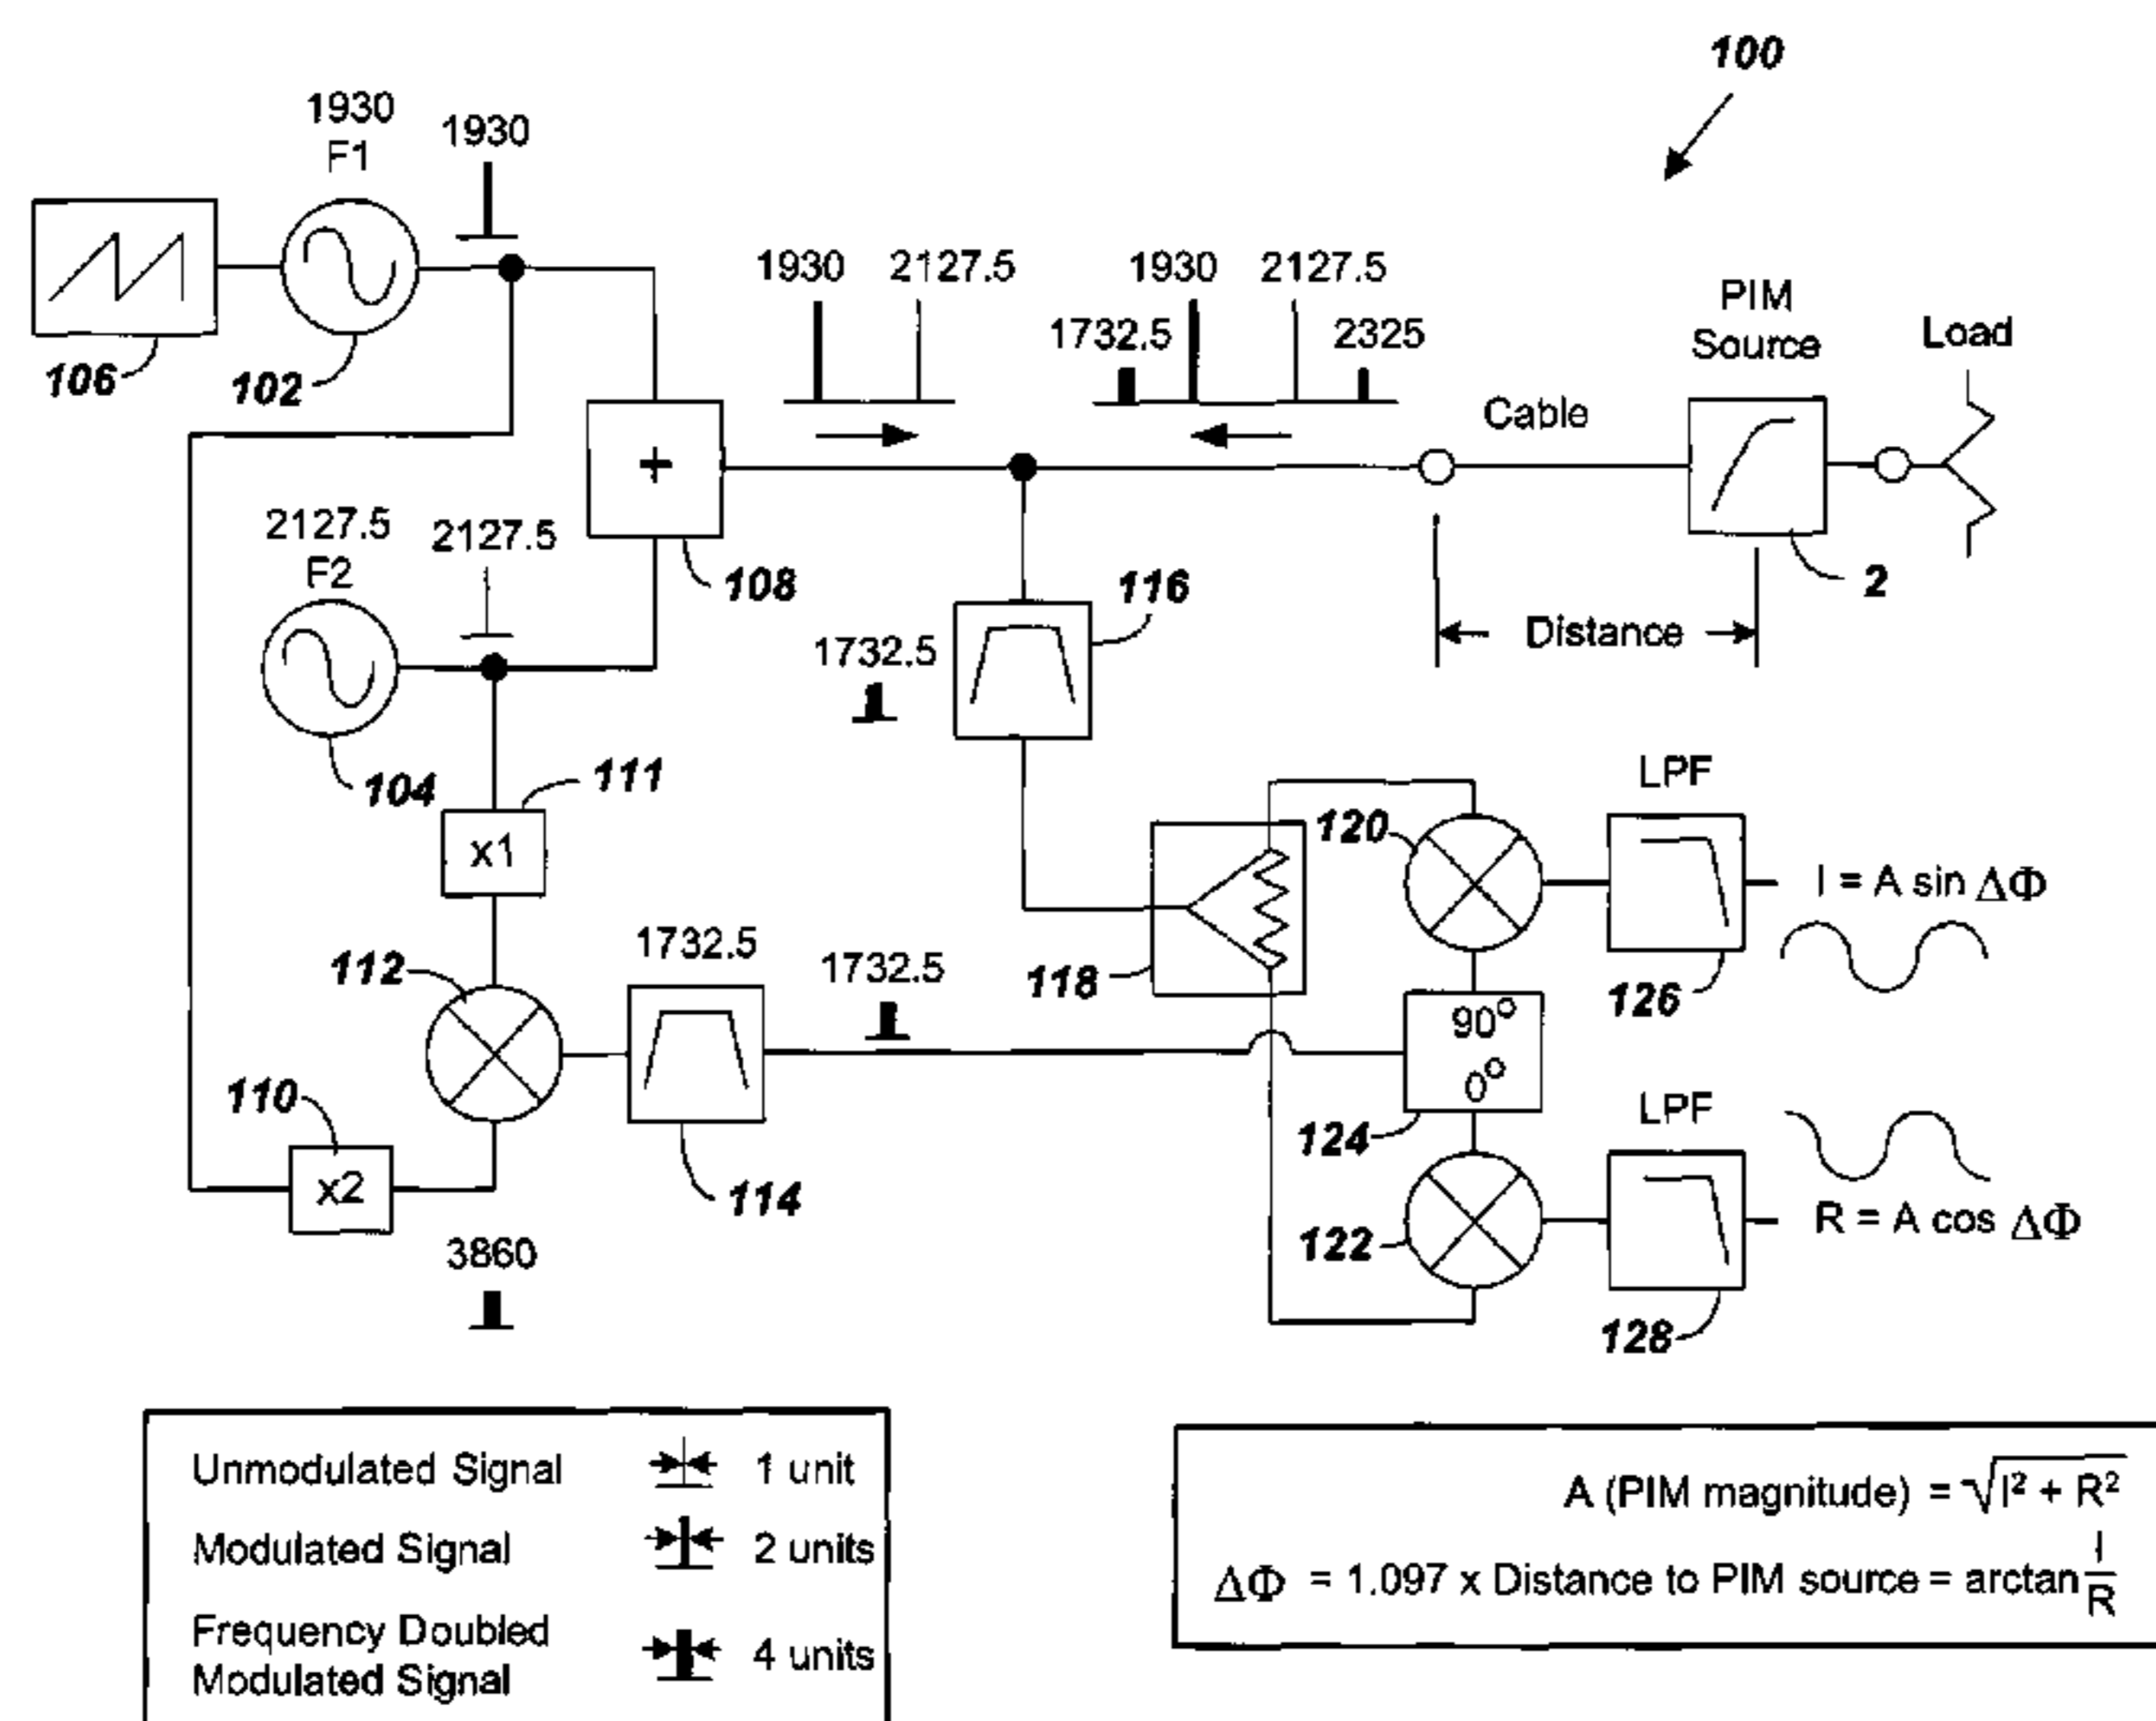 100
1930
F1
1930
106
102
1930 2127.5
1930 2127.5
1732.5 2325
PIM
Source
Load
Cable
+
108
2
Distance
2127.5
F2
2127.5
104
116
1732.5
111
x1
LPF
120
I = A sin ΔΦ
118
126
112
1732.5
1732.5
90°
0°
124
110
x2
114
3860
LPF
R = A cos ΔΦ
122
128
Unmodulated Signal 1 unit
Modulated Signal 2 units
Frequency Doubled
Modulated Signal 4 units
A (PIM magnitude) = √I² + R²
ΔΦ = 1.097 x Distance to PIM source = arctan I/R